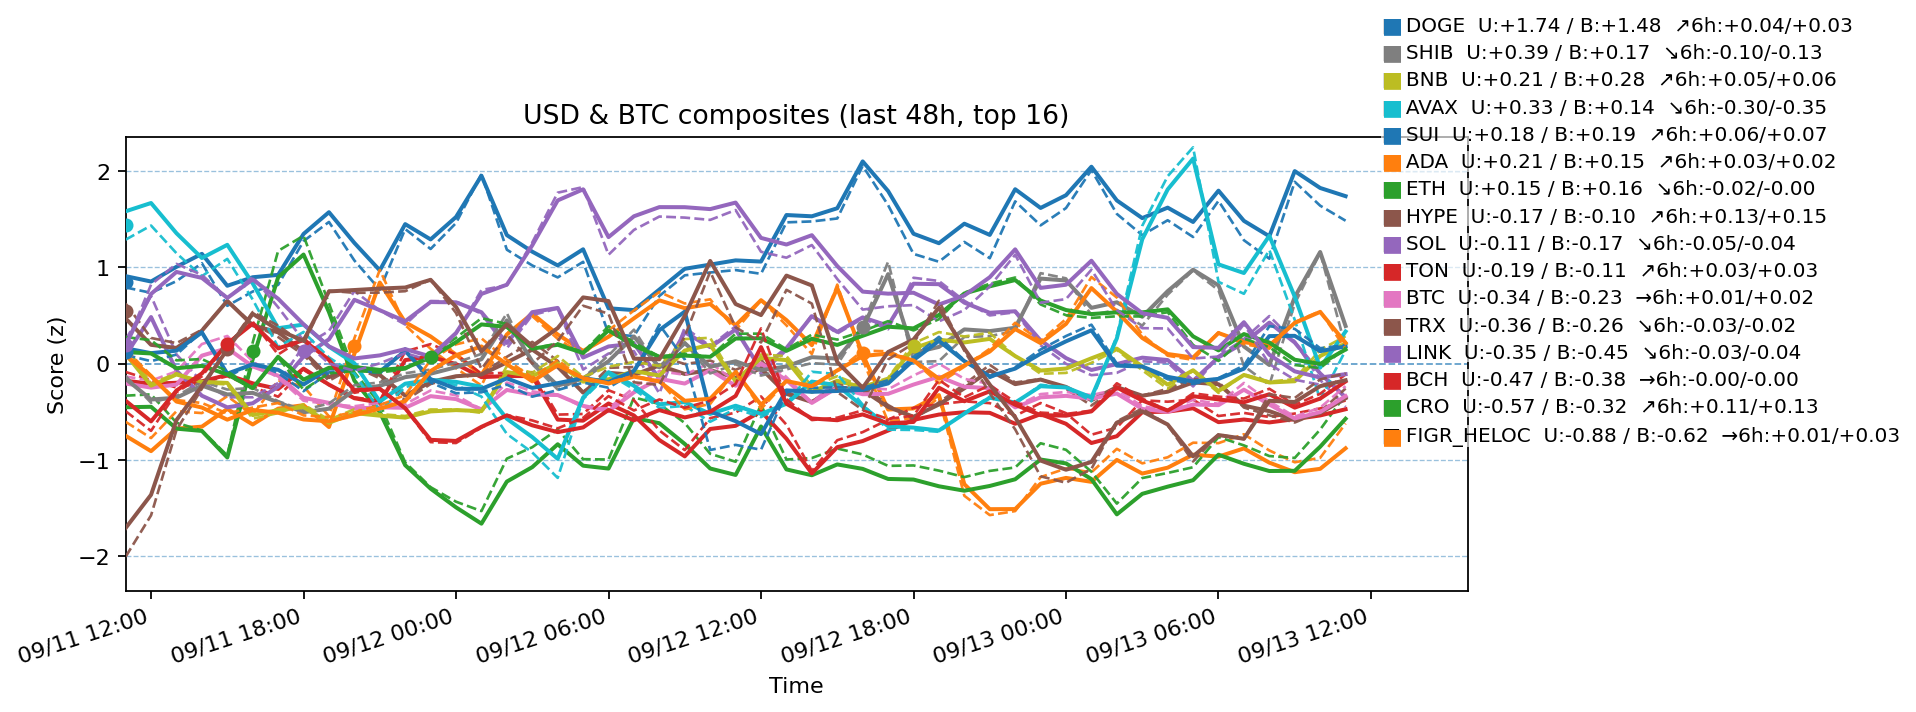 DOGE U:+1.74 / B:+1.48 ↗6h:+0.04/+0.03
SHIB U:+0.39 / B:+0.17 ↘6h:-0.10/-0.13
BNB U:+0.21 / B:+0.28 ↗6h:+0.05/+0.06
AVAX U:+0.33 / B:+0.14 ↘6h:-0.30/-0.35
SUI U:+0.18 / B:+0.19 ↗6h:+0.06/+0.07
ADA U:+0.21 / B:+0.15 ↗6h:+0.03/+0.02
ETH U:+0.15 / B:+0.16 ↘6h:-0.02/-0.00
HYPE U:-0.17 / B:-0.10 ↗6h:+0.13/+0.15
SOL U:-0.11 / B:-0.17 ↘6h:-0.05/-0.04
TON U:-0.19 / B:-0.11 ↗6h:+0.03/+0.03
BTC U:-0.34 / B:-0.23 →6h:+0.01/+0.02
TRX U:-0.36 / B:-0.26 ↘6h:-0.03/-0.02
LINK U:-0.35 / B:-0.45 ↘6h:-0.03/-0.04
BCH U:-0.47 / B:-0.38 →6h:-0.00/-0.00
CRO U:-0.57 / B:-0.32 ↗6h:+0.11/+0.13
FIGR_HELOC U:-0.88 / B:-0.62 →6h:+0.01/+0.03
USD & BTC composites (last 48h, top 16)
Score (z)
2
1
0
−1
−2
09/11 12:00
09/11 18:00
09/12 00:00
09/12 06:00
09/12 12:00
09/12 18:00
09/13 00:00
09/13 06:00
09/13 12:00
Time